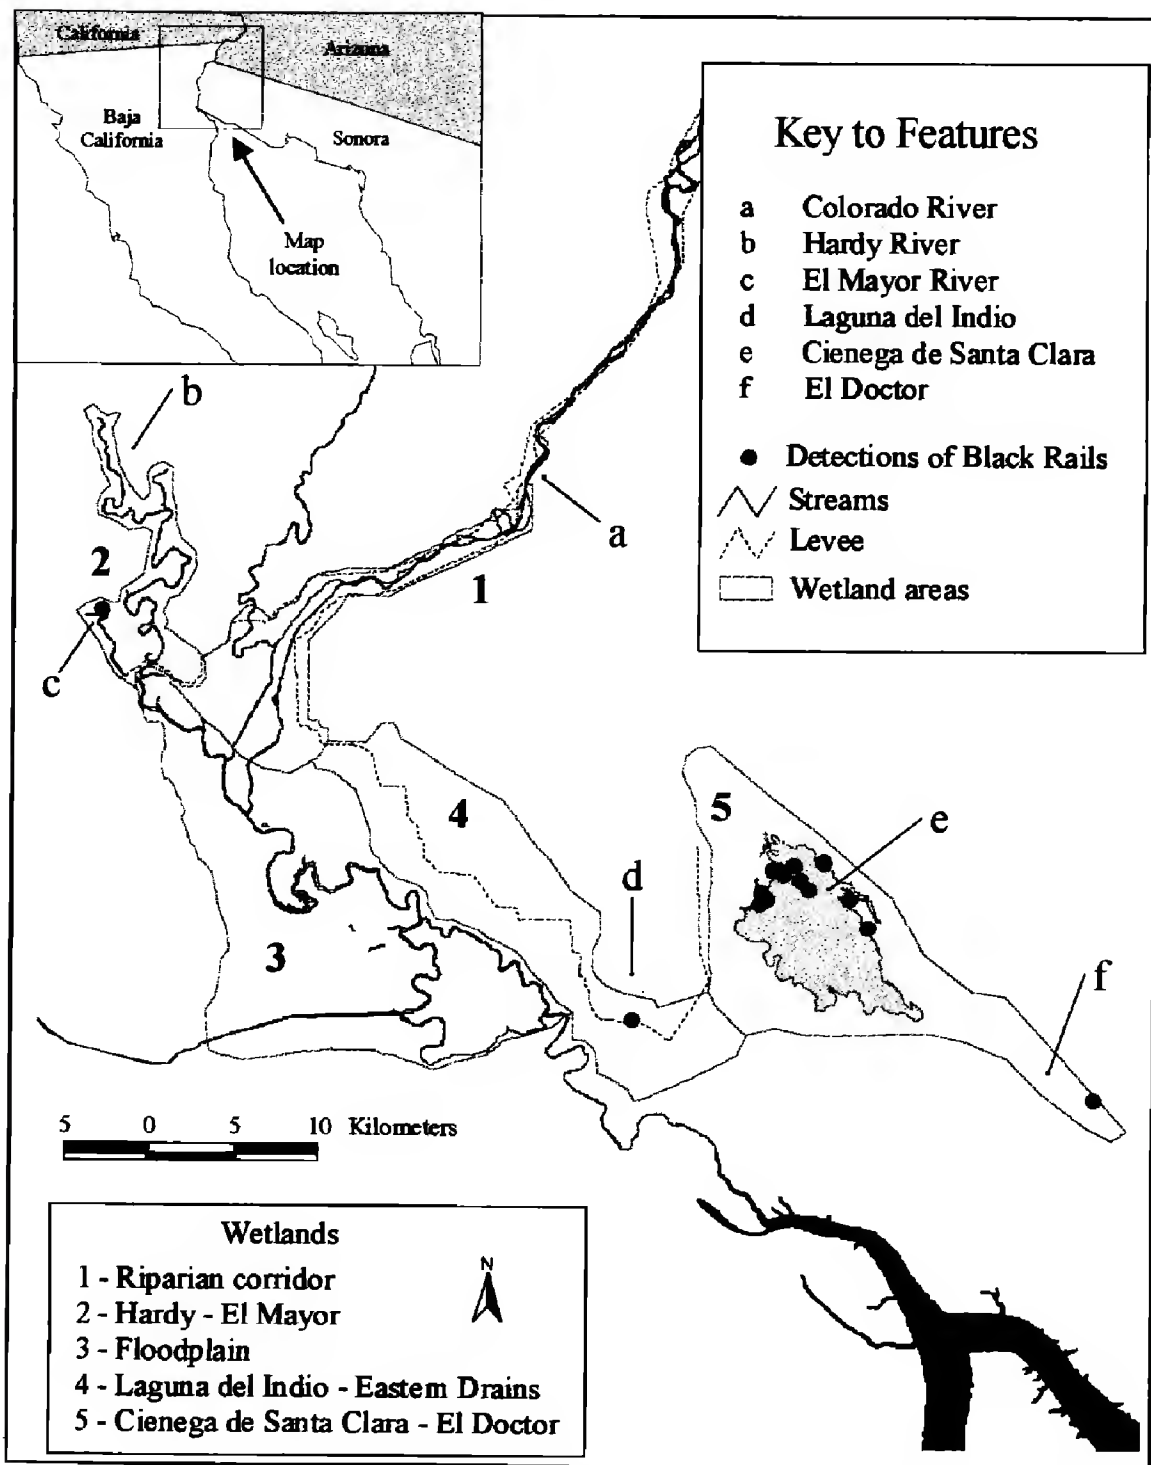 California
Arizona
Baja
California
Sonora
Map
location
Key to Features
a Colorado River
b Hardy River
c El Mayor River
d Laguna del Indio
e Cienega de Santa Clara
f El Doctor
Detections of Black Rails
Streams
Levee
Wetland areas
b
a
2
1
c
4
5
e
d
3
f
5 0 5 10 Kilometers
Wetlands
N
1 - Riparian corridor
2 - Hardy - El Mayor
3 - Floodplain
4 - Laguna del Indio - Eastern Drains
5 - Cienega de Santa Clara - El Doctor